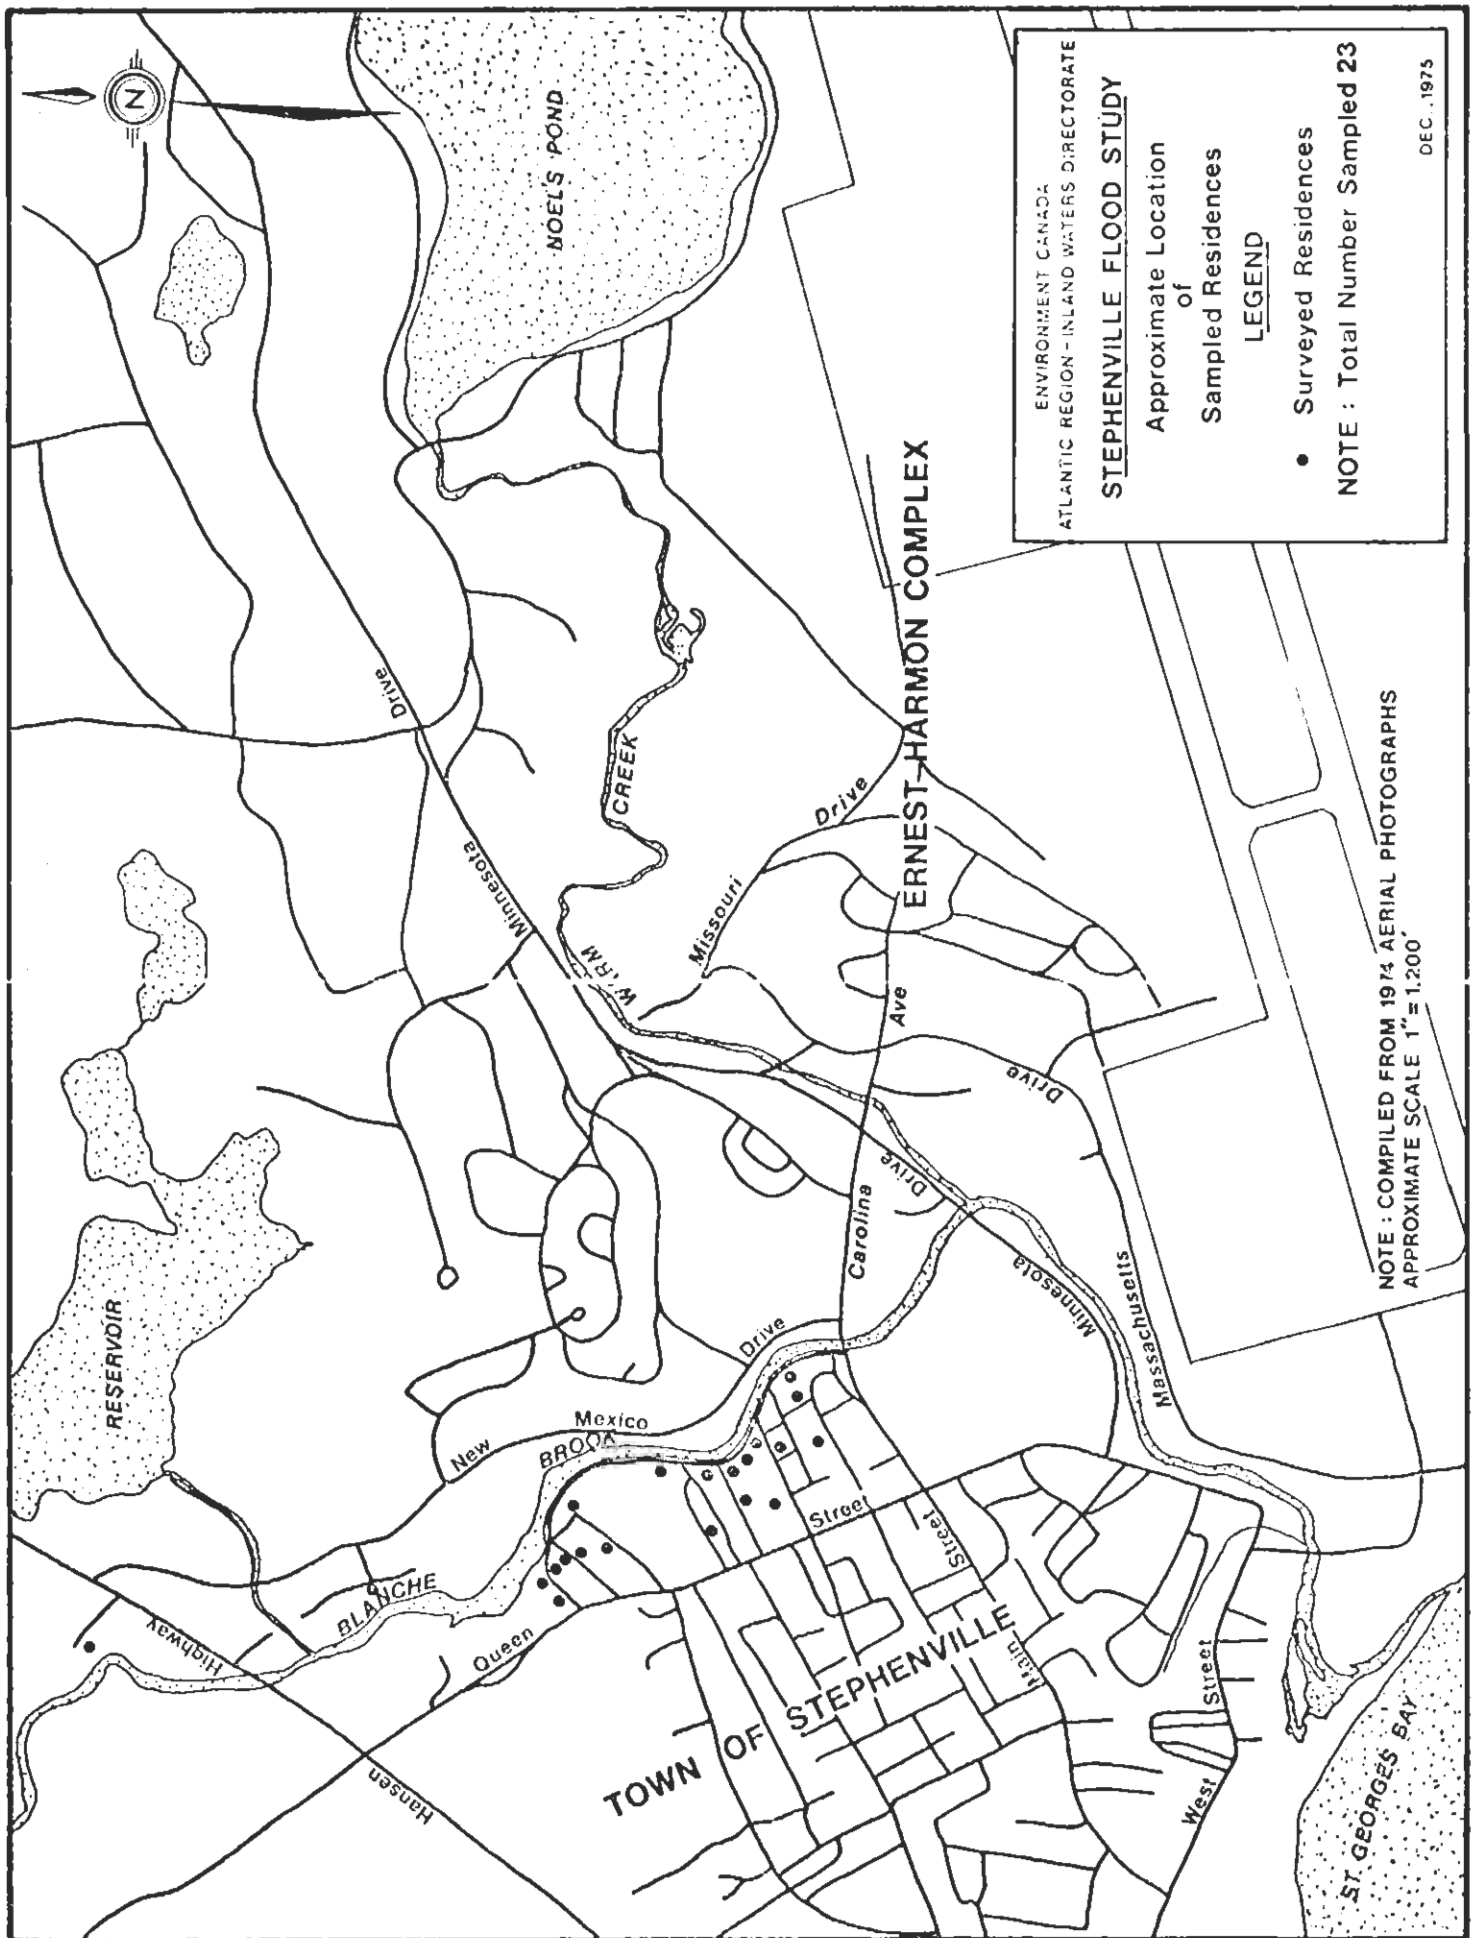 ENVIRONMENT CANADA
ATLANTIC REGION-INLAND WATERS DIRECTORATE
STEPHENVILLE FLOOD STUDY
Approximate Location
of
Sampled Residences
LEGEND
Surveyed Residences
NOTE : Total Number Sampled 23
DEC. 1975
N
NOEL'S POND
ERNEST HARMON COMPLEX
RESERVOIR
Drive
Minnesota
WARM
CREEK
Missouri
Drive
Ave
Carolina
Drive
Minnesota
Drive
Massachusetts
New
Mexico
Drive
BLANCHE
BROOK
Highway
Hansen
Queen
Street
Street
Main
TOWN OF STEPHENVILLE
West
Street
ST. GEORGES BAY
NOTE : COMPILED FROM 1974 AERIAL PHOTOGRAPHS
APPROXIMATE SCALE 1"=1,200'